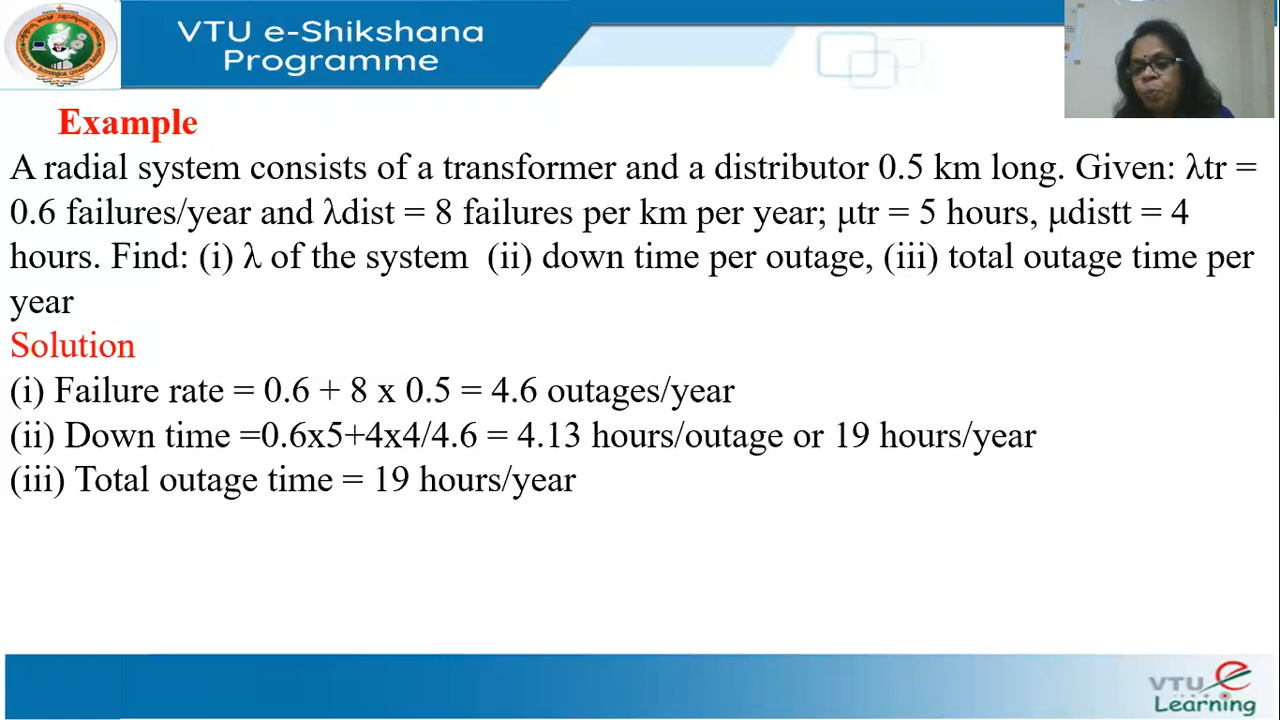 VTU e-Shikshana
Programme
Example
A radial system consists of a transformer and a distributor 0.5 km long. Given: λtr =
0.6 failures/year and λdist = 8 failures per km per year; μtr = 5 hours, μdistt = 4
hours. Find: (i) λ of the system (ii) down time per outage, (iii) total outage time per
year
Solution
(i) Failure rate = 0.6 + 8 x 0.5 = 4.6 outages/year
(ii) Down time =0.6x5+4x4/4.6 = 4.13 hours/outage or 19 hours/year
(iii) Total outage time = 19 hours/year
VTU e
Learning